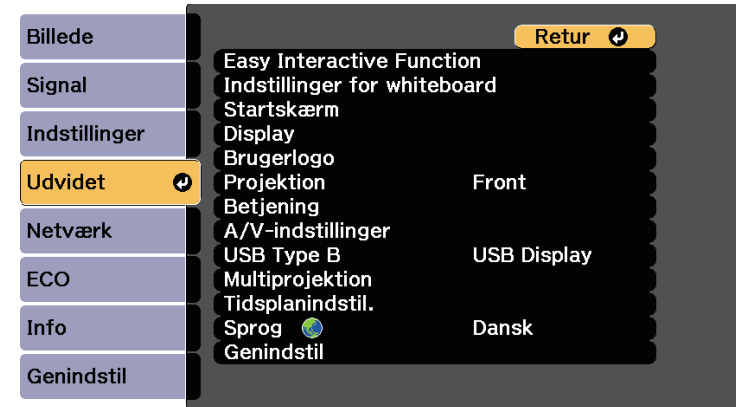 Billede
Signal
Indstillinger
Udvidet
Netværk
ECO
Info
Genindstil
Retur
Easy Interactive Function
Indstillinger for whiteboard
Startskærm
Display
Brugerlogo
Projektion Front
Betjening
A/V-indstillinger
USB Type B USB Display
Multiprojektion
Tidsplanindstil.
Sprog Dansk
Genindstil